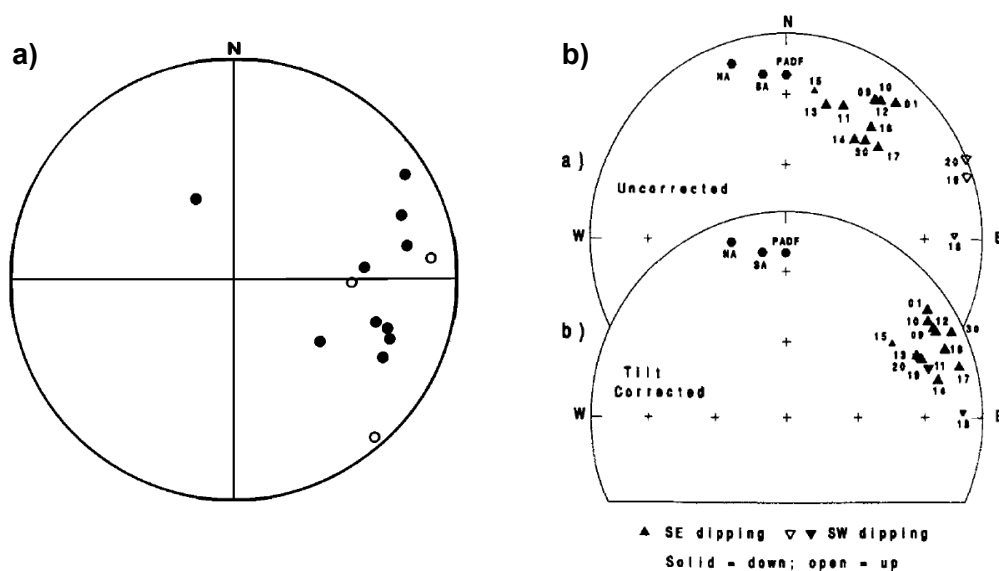 a)
N
b)
N
NA
SA
PADF
15
09
10
13
11
12
01
16
14
30
17
20
19
18
a)
Uncorrected
W
E
NA
SA
PADF
01
10
12
09
30
15
13
16
20
19
11
17
14
18
b)
Tilt
Corrected
W
E
▲ SE dipping ▽ ▼ SW dipping
Solid = down; open = up